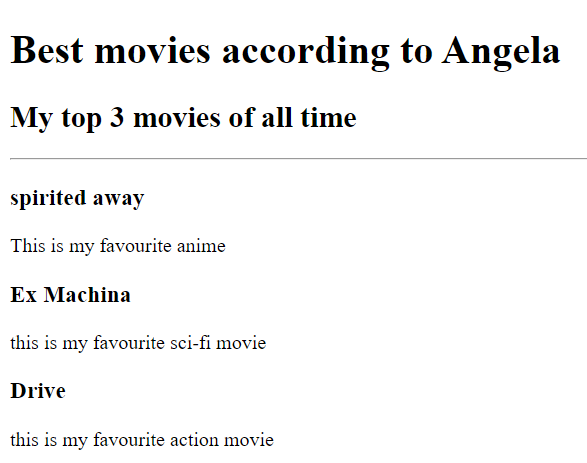 Best movies according to Angela
My top 3 movies of all time
spirited away
This is my favourite anime
Ex Machina
this is my favourite sci-fi movie
Drive
this is my favourite action movie